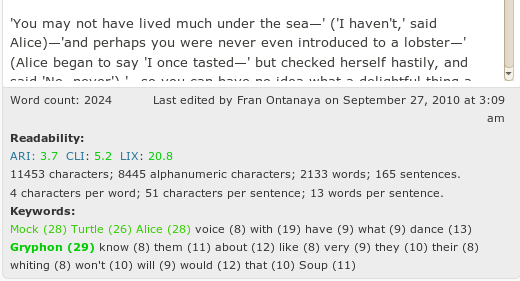 'You may not have lived much under the sea—' ('I haven't,' said
Alice)—'and perhaps you were never even introduced to a lobster—'
(Alice began to say 'I once tasted—' but checked herself hastily, and
said 'No, never') '—so you can have no idea what a delightful thing a
Word count: 2024 Last edited by Fran Ontanaya on September 27, 2010 at 3:09
am
Readability:
ARI: 3.7 CLI: 5.2 LIX: 20.8
11453 characters; 8445 alphanumeric characters; 2133 words; 165 sentences.
4 characters per word; 51 characters per sentence; 13 words per sentence.
Keywords:
Mock (28) Turtle (26) Alice (28) voice (8) with (19) have (9) what (9) dance (13)
Gryphon (29) know (8) them (11) about (12) like (8) very (9) they (10) their (8)
whiting (8) won't (10) will (9) would (12) that (10) Soup (11)